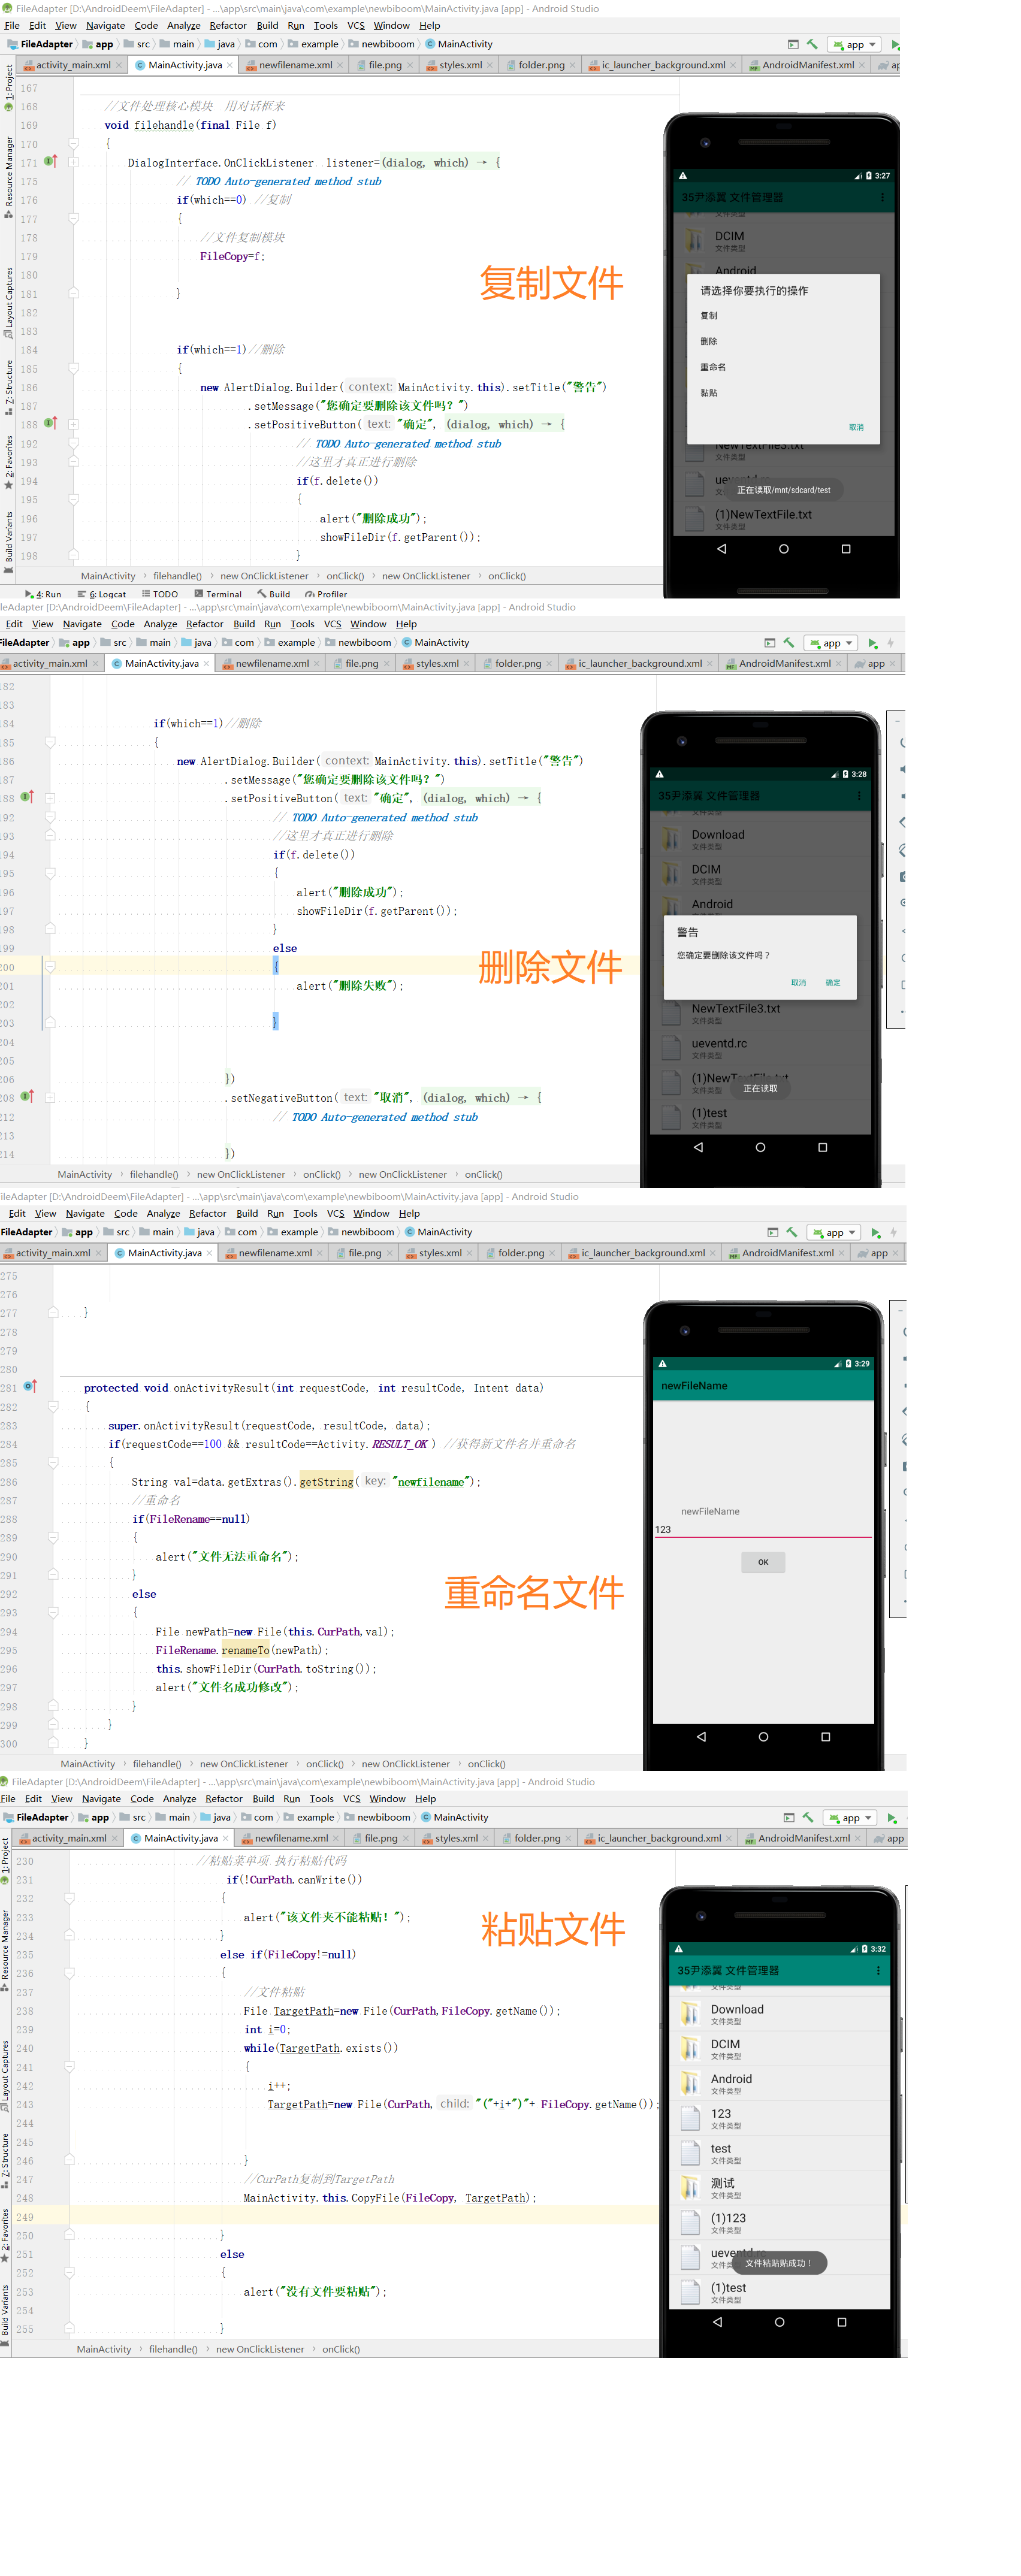 FileAdapter [D:\AndroidDeem\FileAdapter] - ...\app\src\main\java\com\example\newbiboom\MainActivity.java [app] - Android Studio
File Edit View Navigate Code Analyze Refactor Build Run Tools VCS Window Help
FileAdapter app src main java com example newbiboom MainActivity app
activity_main.xml MainActivity.java newfilename.xml file.png styles.xml folder.png ic_launcher_background.xml AndroidManifest.xml
1: Project
Resource Manager
Layout Captures
Z: Structure
2: Favorites
Build Variants
167
168 //文件处理核心模块 用对话框来
169 void filehandle(final File f)
170 {
171 DialogInterface.OnClickListener listener=(dialog, which) → {
175 // TODO Auto-generated method stub
176 if(which==0) //复制
177 {
178 //文件复制模块
179 FileCopy=f;
180
181 }
182
183
184 if(which==1)//删除
185 {
186 new AlertDialog.Builder( context: MainActivity.this).setTitle("警告")
187 .setMessage("您确定要删除该文件吗？")
188 .setPositiveButton( text: "确定", (dialog, which) → {
192 // TODO Auto-generated method stub
193 //这里才真正进行删除
194 if(f.delete())
195 {
196 alert("删除成功");
197 showFileDir(f.getParent());
198 }
MainActivity filehandle() new OnClickListener onClick() new OnClickListener onClick()
4: Run 6: Logcat TODO Terminal Build Profiler
复制文件
3:27
35尹添翼 文件管理器
文件类型
DCIM
文件类型
Android
请选择你要执行的操作
复制
删除
重命名
黏贴
取消
NewTextFile3.txt
文件类型
文件类型
正在读取/mnt/sdcard/test
(1)NewTextFile.txt
文件类型
leAdapter [D:\AndroidDeem\FileAdapter] - ...\app\src\main\java\com\example\newbiboom\MainActivity.java [app] - Android Studio
Edit View Navigate Code Analyze Refactor Build Run Tools VCS Window Help
FileAdapter app src main java com example newbiboom MainActivity app
activity_main.xml MainActivity.java newfilename.xml file.png styles.xml folder.png ic_launcher_background.xml AndroidManifest.xml app
182
183
184 if(which==1)//删除
185 {
186 new AlertDialog.Builder( context: MainActivity.this).setTitle("警告")
187 .setMessage("您确定要删除该文件吗？")
188 .setPositiveButton( text: "确定", (dialog, which) → {
192 // TODO Auto-generated method stub
193 //这里才真正进行删除
194 if(f.delete())
195 {
196 alert("删除成功");
197 showFileDir(f.getParent());
198 }
199 else
200 {
201 alert("删除失败");
202
203 }
204
205
206 })
208 .setNegativeButton( text: "取消", (dialog, which) → {
212 // TODO Auto-generated method stub
213
214 })
MainActivity filehandle() new OnClickListener onClick() new OnClickListener onClick()
删除文件
3:28
35尹添翼 文件管理器
Download
文件类型
DCIM
文件类型
Android
警告
您确定要删除该文件吗？
取消 确定
NewTextFile3.txt
文件类型
ueventd.rc
文件类型
(1)NewTextFile.txt
文件类型
正在读取
(1)test
文件类型
ileAdapter [D:\AndroidDeem\FileAdapter] - ...\app\src\main\java\com\example\newbiboom\MainActivity.java [app] - Android Studio
Edit View Navigate Code Analyze Refactor Build Run Tools VCS Window Help
FileAdapter app src main java com example newbiboom MainActivity app
activity_main.xml MainActivity.java newfilename.xml file.png styles.xml folder.png ic_launcher_background.xml AndroidManifest.xml app
275
276
277 }
278
279
280
281 protected void onActivityResult(int requestCode, int resultCode, Intent data)
282 {
283 super.onActivityResult(requestCode, resultCode, data);
284 if(requestCode==100 && resultCode==Activity.RESULT_OK ) //获得新文件名并重命名
285 {
286 String val=data.getExtras().getString( key: "newfilename");
287 //重命名
288 if(FileRename==null)
289 {
290 alert("文件无法重命名");
291 }
292 else
293 {
294 File newPath=new File(this.CurPath,val);
295 FileRename.renameTo(newPath);
296 this.showFileDir(CurPath.toString());
297 alert("文件名成功修改");
298 }
299 }
300 }
MainActivity filehandle() new OnClickListener onClick() new OnClickListener onClick()
重命名文件
3:29
newFileName
newFileName
123
OK
FileAdapter [D:\AndroidDeem\FileAdapter] - ...\app\src\main\java\com\example\newbiboom\MainActivity.java [app] - Android Studio
File Edit View Navigate Code Analyze Refactor Build Run Tools VCS Window Help
FileAdapter app src main java com example newbiboom MainActivity app
activity_main.xml MainActivity.java newfilename.xml file.png styles.xml folder.png ic_launcher_background.xml AndroidManifest.xml app
1: Project
Resource Manager
Layout Captures
Z: Structure
2: Favorites
Build Variants
230 //粘贴菜单项 执行粘贴代码
231 if(!CurPath.canWrite())
232 {
233 alert("该文件夹不能粘贴！");
234 }
235 else if(FileCopy!=null)
236 {
237 //文件粘贴
238 File TargetPath=new File(CurPath,FileCopy.getName());
239 int i=0;
240 while(TargetPath.exists())
241 {
242 i++;
243 TargetPath=new File(CurPath, child: "("+i+")"+ FileCopy.getName());
244
245
246 }
247 //CurPath复制到TargetPath
248 MainActivity.this.CopyFile(FileCopy, TargetPath);
249
250 }
251 else
252 {
253 alert("没有文件要粘贴");
254
255 }
MainActivity filehandle() new OnClickListener onClick()
粘贴文件
3:32
35尹添翼 文件管理器
文件类型
Download
文件类型
DCIM
文件类型
Android
文件类型
123
文件类型
test
文件类型
测试
文件类型
(1)123
文件类型
ueventd.rc
文件粘贴贴成功！
(1)test
文件类型